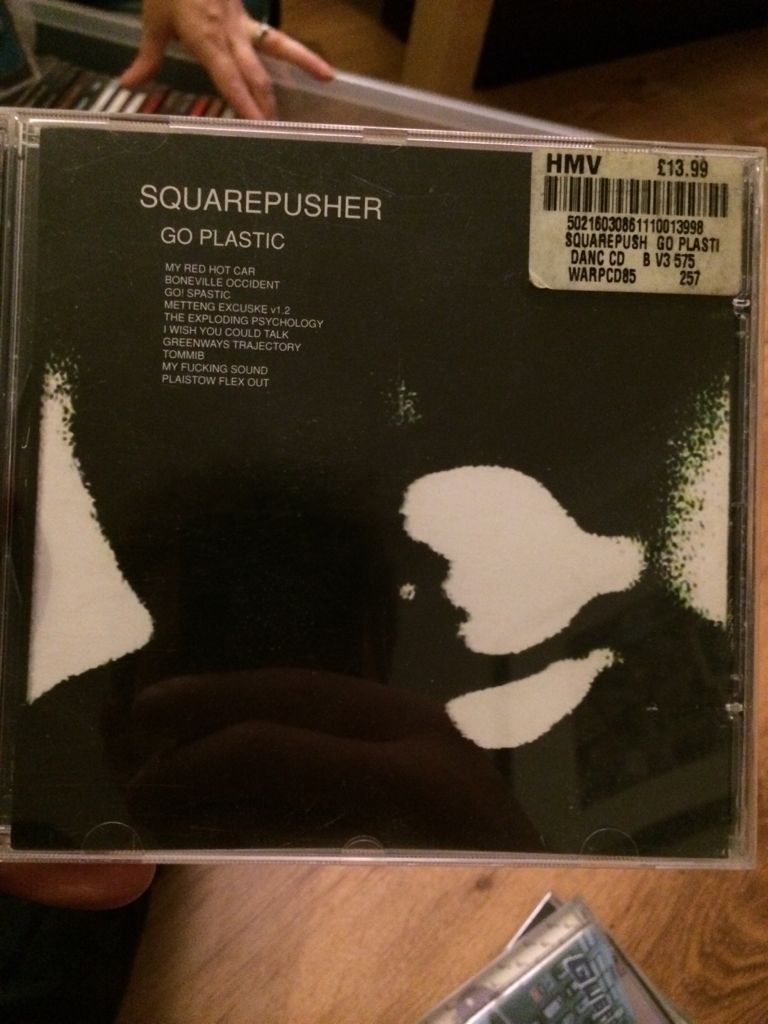 SQUAREPUSHER
GO PLASTIC
MY RED HOT CAR
BONEVILLE OCCIDENT
GO! SPASTIC
METTENG EXCUSKE v1.2
THE EXPLODING PSYCHOLOGY
I WISH YOU COULD TALK
GREENWAYS TRAJECTORY
TOMMIB
MY FUCKING SOUND
PLAISTOW FLEX OUT
HMV £13.99
50216030861110013998
SQUAREPUSH GO PLASTI
DANC CD B V3 575
WARPCD85 257